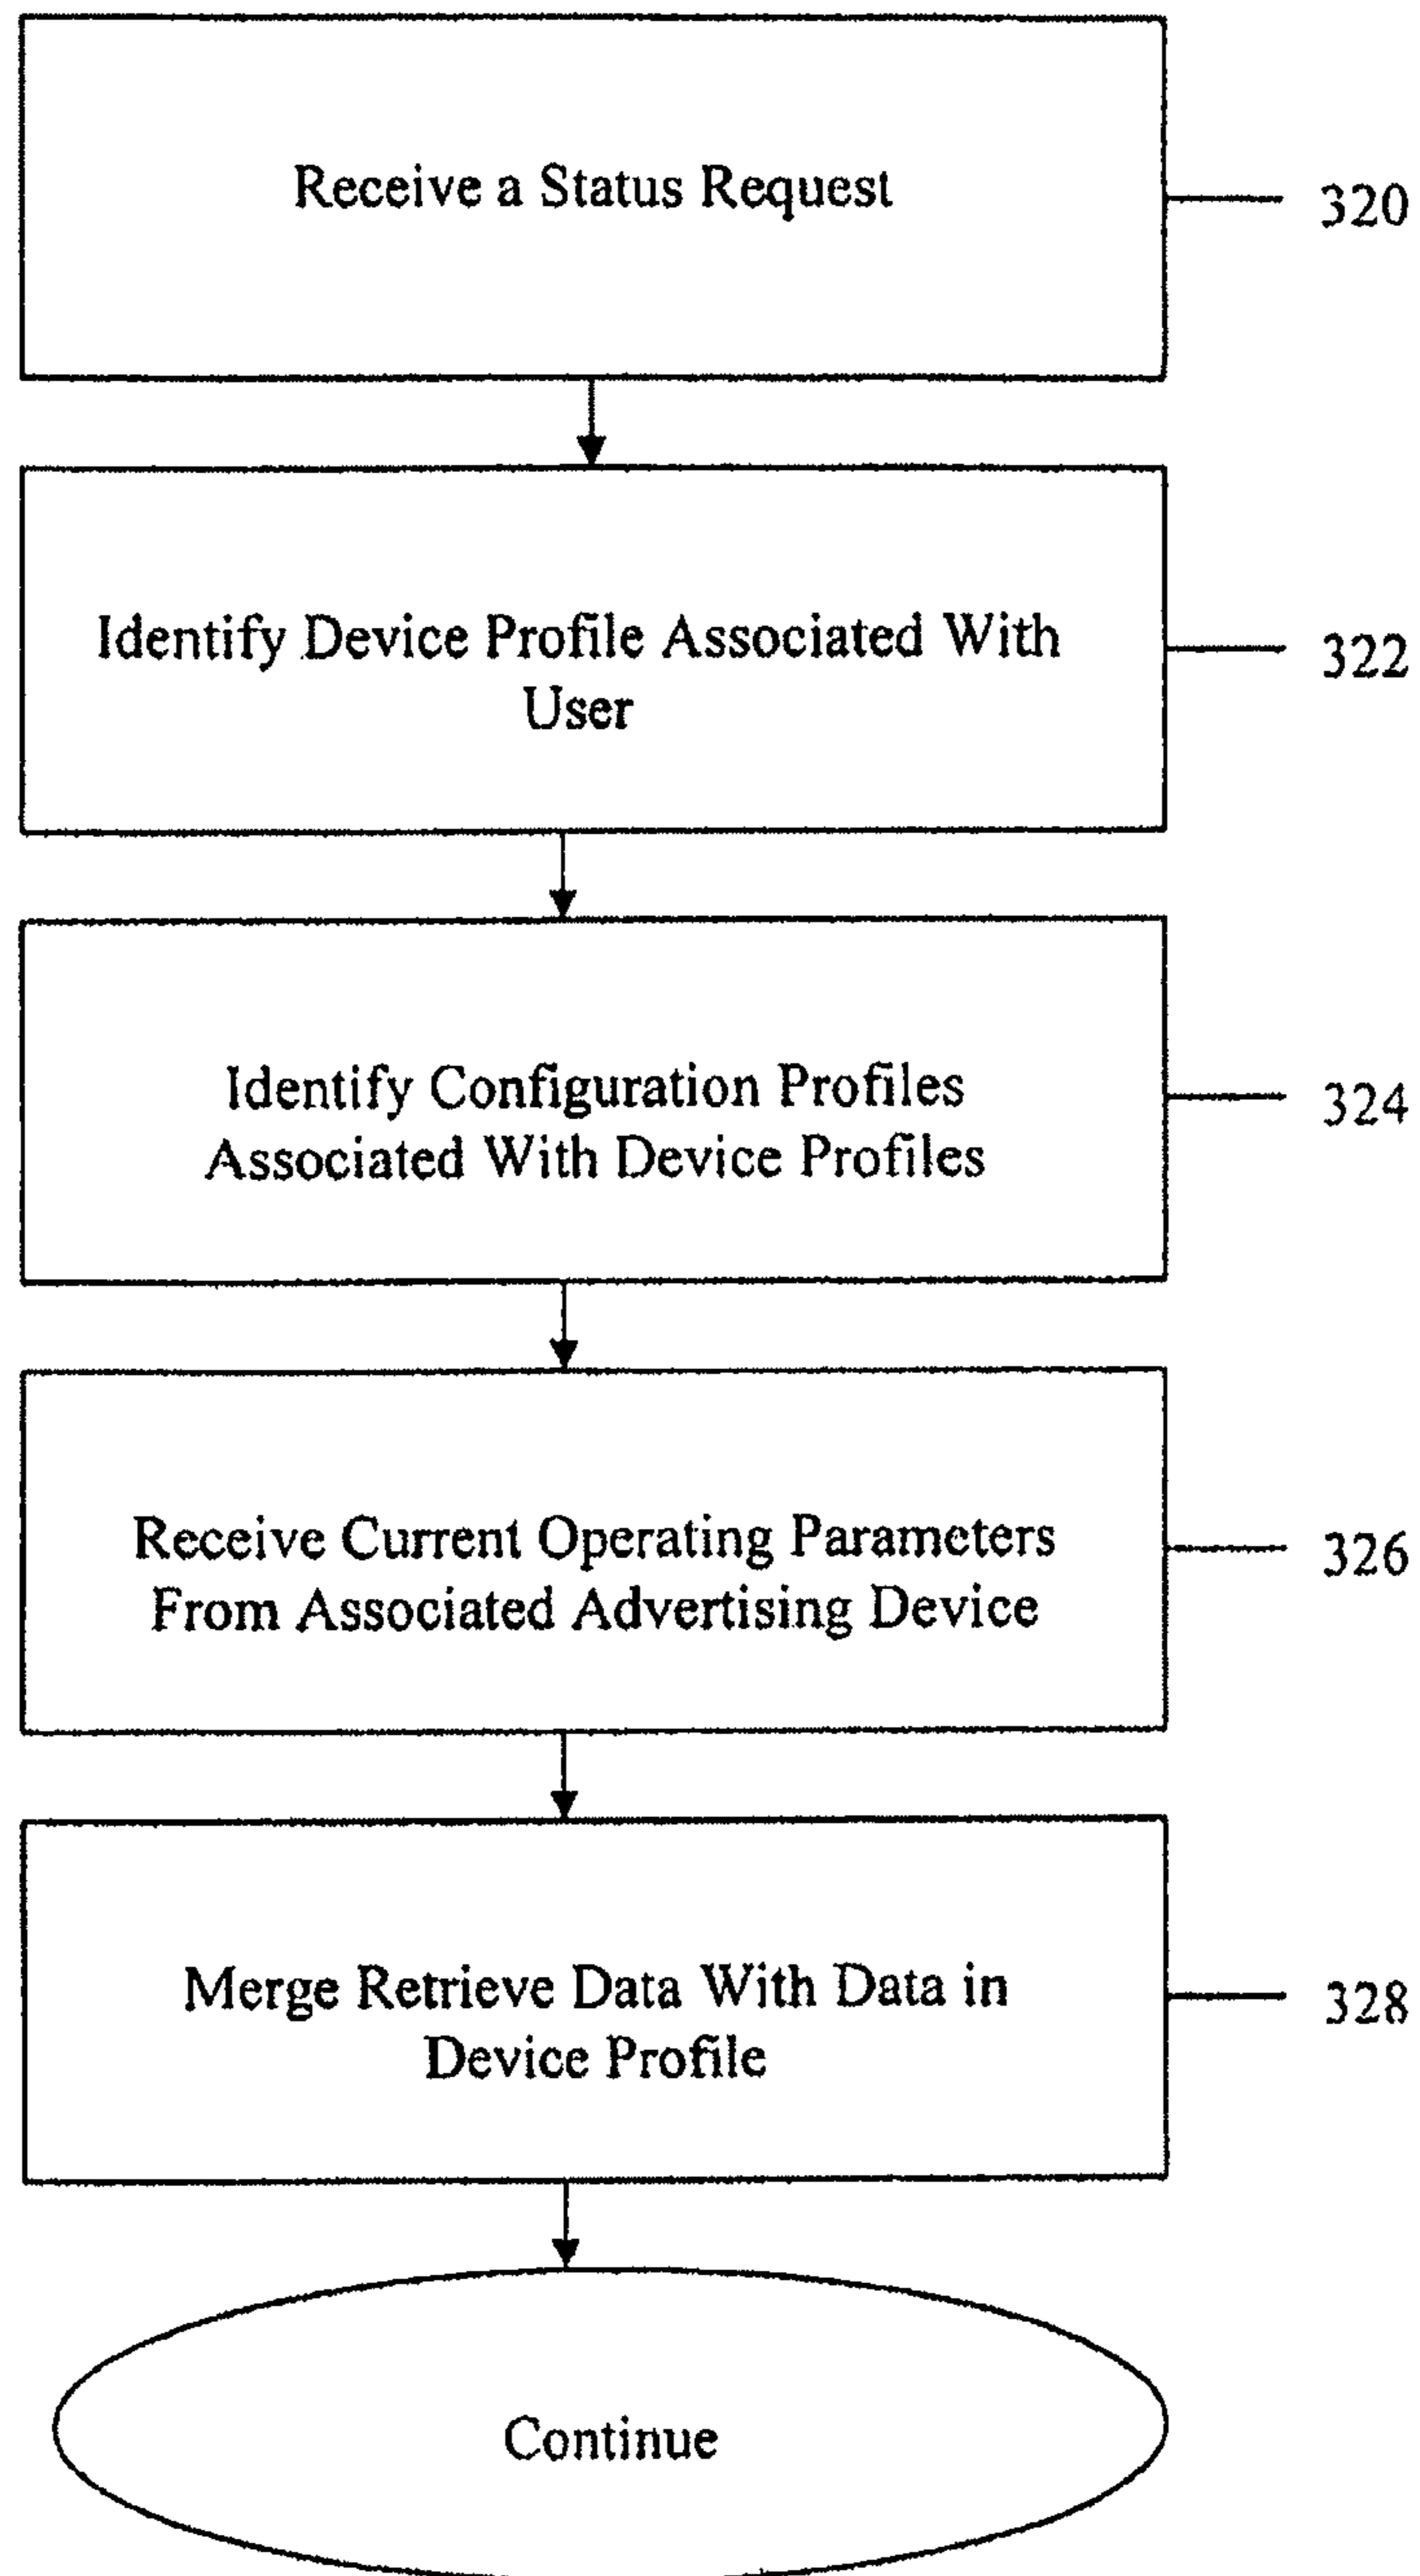 Receive a Status Request
320
Identify Device Profile Associated With
User
322
Identify Configuration Profiles
Associated With Device Profiles
324
Receive Current Operating Parameters
From Associated Advertising Device
326
Merge Retrieve Data With Data in
Device Profile
328
Continue